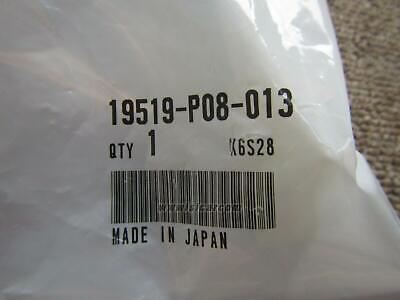 19519-P08-013
QTY 1 K6S28
MADE IN JAPAN